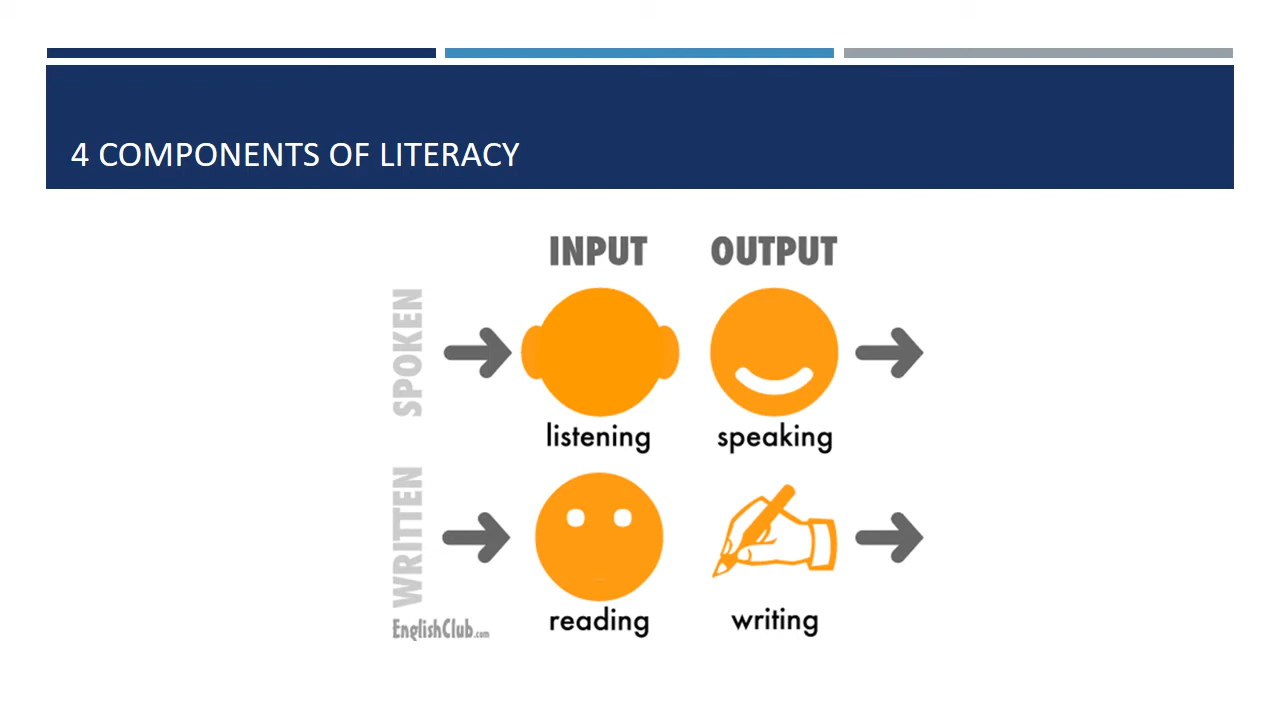 4 COMPONENTS OF LITERACY
INPUT OUTPUT
SPOKEN
listening speaking
WRITTEN
reading writing
EnglishClub.com